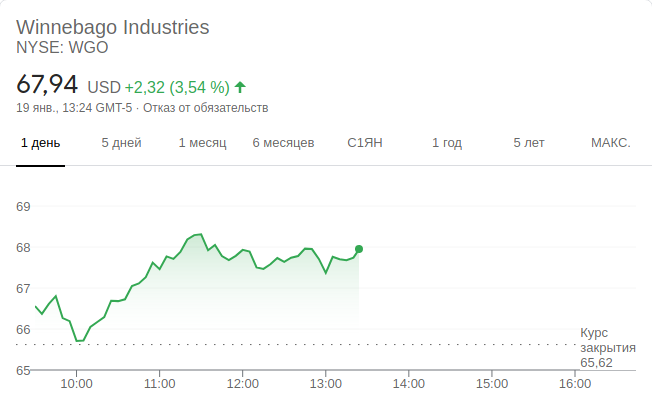 Winnebago Industries
NYSE: WGO
67,94 USD +2,32 (3,54 %)
19 янв., 13:24 GMT-5 · Отказ от обязательств
1 день 5 дней 1 месяц 6 месяцев С1ЯН 1 год 5 лет МАКС.
69
68
67
66
65
Курс
закрытия
65,62
10:00 11:00 12:00 13:00 14:00 15:00 16:00